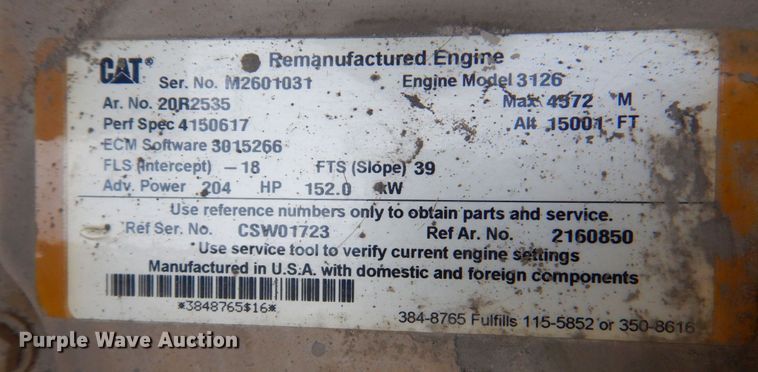 CAT® Remanufactured Engine
Ser. No. M2601031 Engine Model 3126
Ar. No. 20R2535 Max 4572 M
Perf Spec 4150617 Alt 15001 FT
ECM Software 3015266
FLS (Intercept) -18 FTS (Slope) 39
Adv. Power 204 HP 152.0 kW
Use reference numbers only to obtain parts and service.
Ref Ser. No. CSW01723 Ref Ar. No. 2160850
Use service tool to verify current engine settings
Manufactured in U.S.A. with domestic and foreign components
*3848765$16*
384-8765 Fulfills 115-5852 or 350-8616
Purple Wave Auction